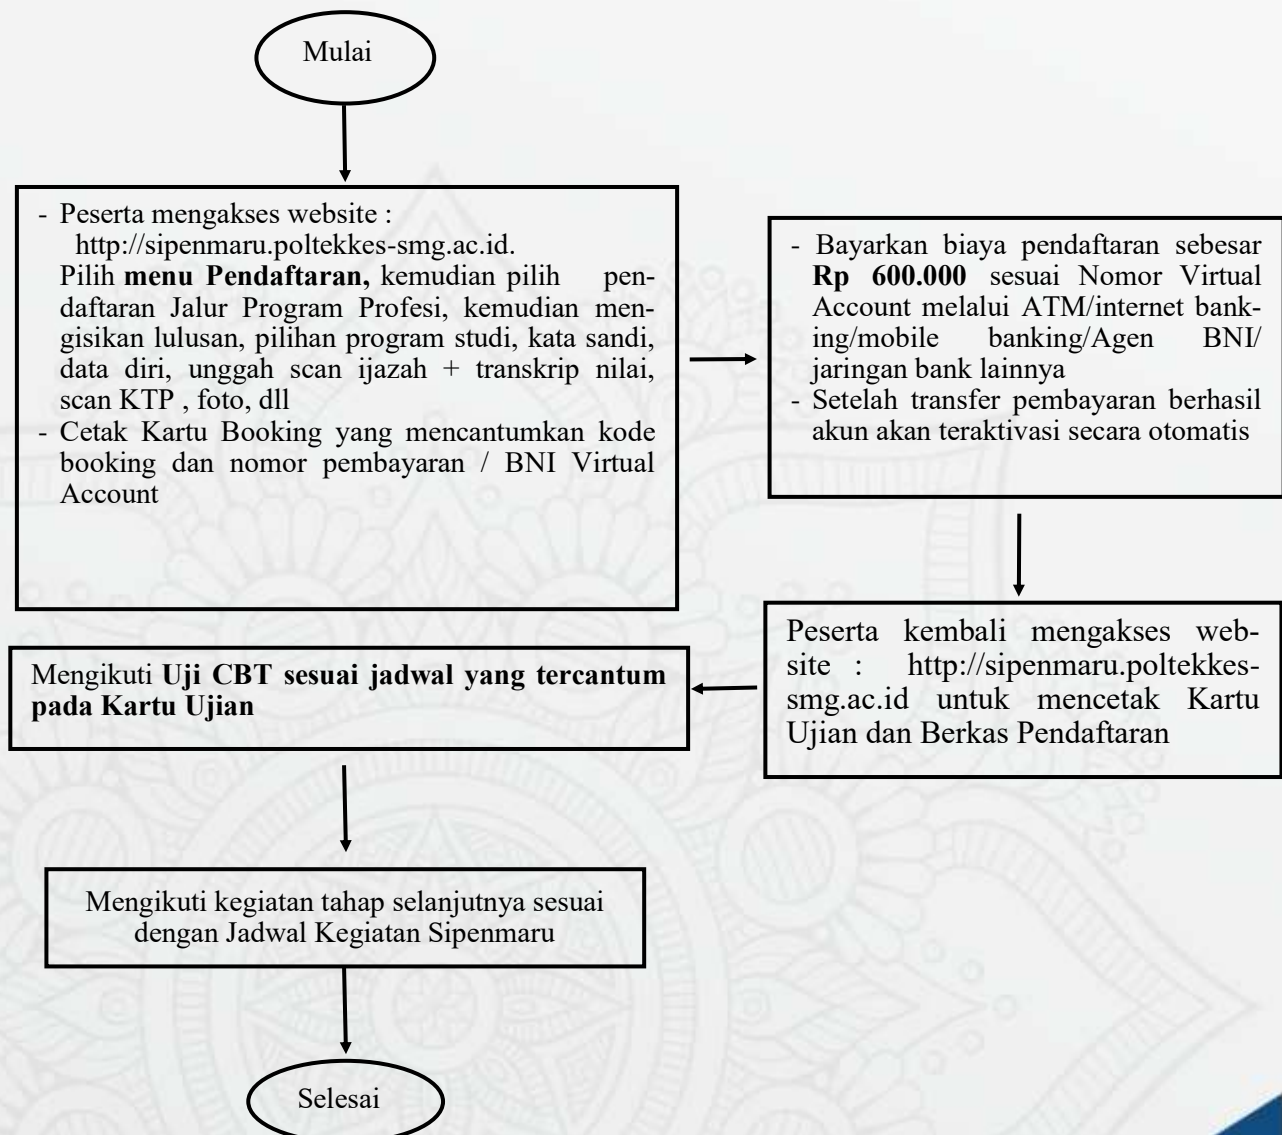 Mulai
- Peserta mengakses website :
http://sipenmaru.poltekkes-smg.ac.id.
Pilih menu Pendaftaran, kemudian pilih pen-
daftaran Jalur Program Profesi, kemudian men-
gisikan lulusan, pilihan program studi, kata sandi,
data diri, unggah scan ijazah + transkrip nilai,
scan KTP , foto, dll
- Cetak Kartu Booking yang mencantumkan kode
booking dan nomor pembayaran / BNI Virtual
Account
- Bayarkan biaya pendaftaran sebesar
Rp 600.000 sesuai Nomor Virtual
Account melalui ATM/internet bank-
ing/mobile banking/Agen BNI/
jaringan bank lainnya
- Setelah transfer pembayaran berhasil
akun akan teraktivasi secara otomatis
Peserta kembali mengakses web-
site : http://sipenmaru.poltekkes-
smg.ac.id untuk mencetak Kartu
Ujian dan Berkas Pendaftaran
Mengikuti Uji CBT sesuai jadwal yang tercantum
pada Kartu Ujian
Mengikuti kegiatan tahap selanjutnya sesuai
dengan Jadwal Kegiatan Sipenmaru
Selesai